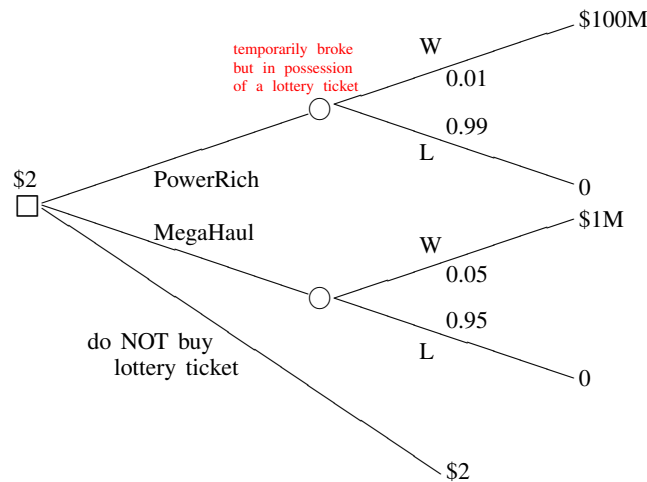 $100M
W
temporarily broke
but in possession
of a lottery ticket
0.01
0.99
L
$2
PowerRich
0
$1M
MegaHaul
W
0.05
0.95
do NOT buy
lottery ticket
L
0
$2